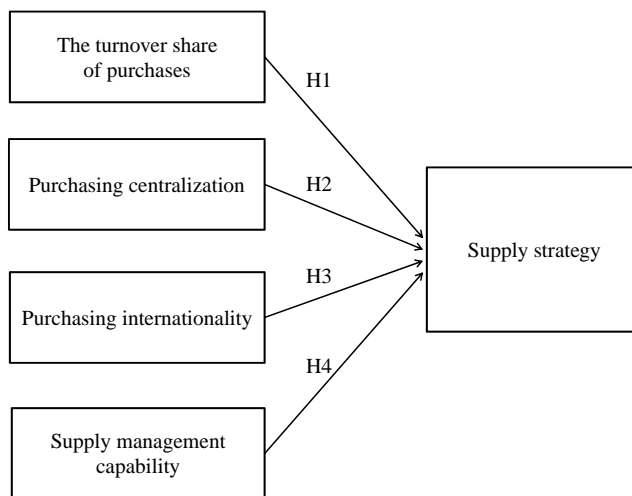 The turnover share
of purchases
H1
Purchasing centralization
H2
Supply strategy
Purchasing internationality
H3
H4
Supply management
capability